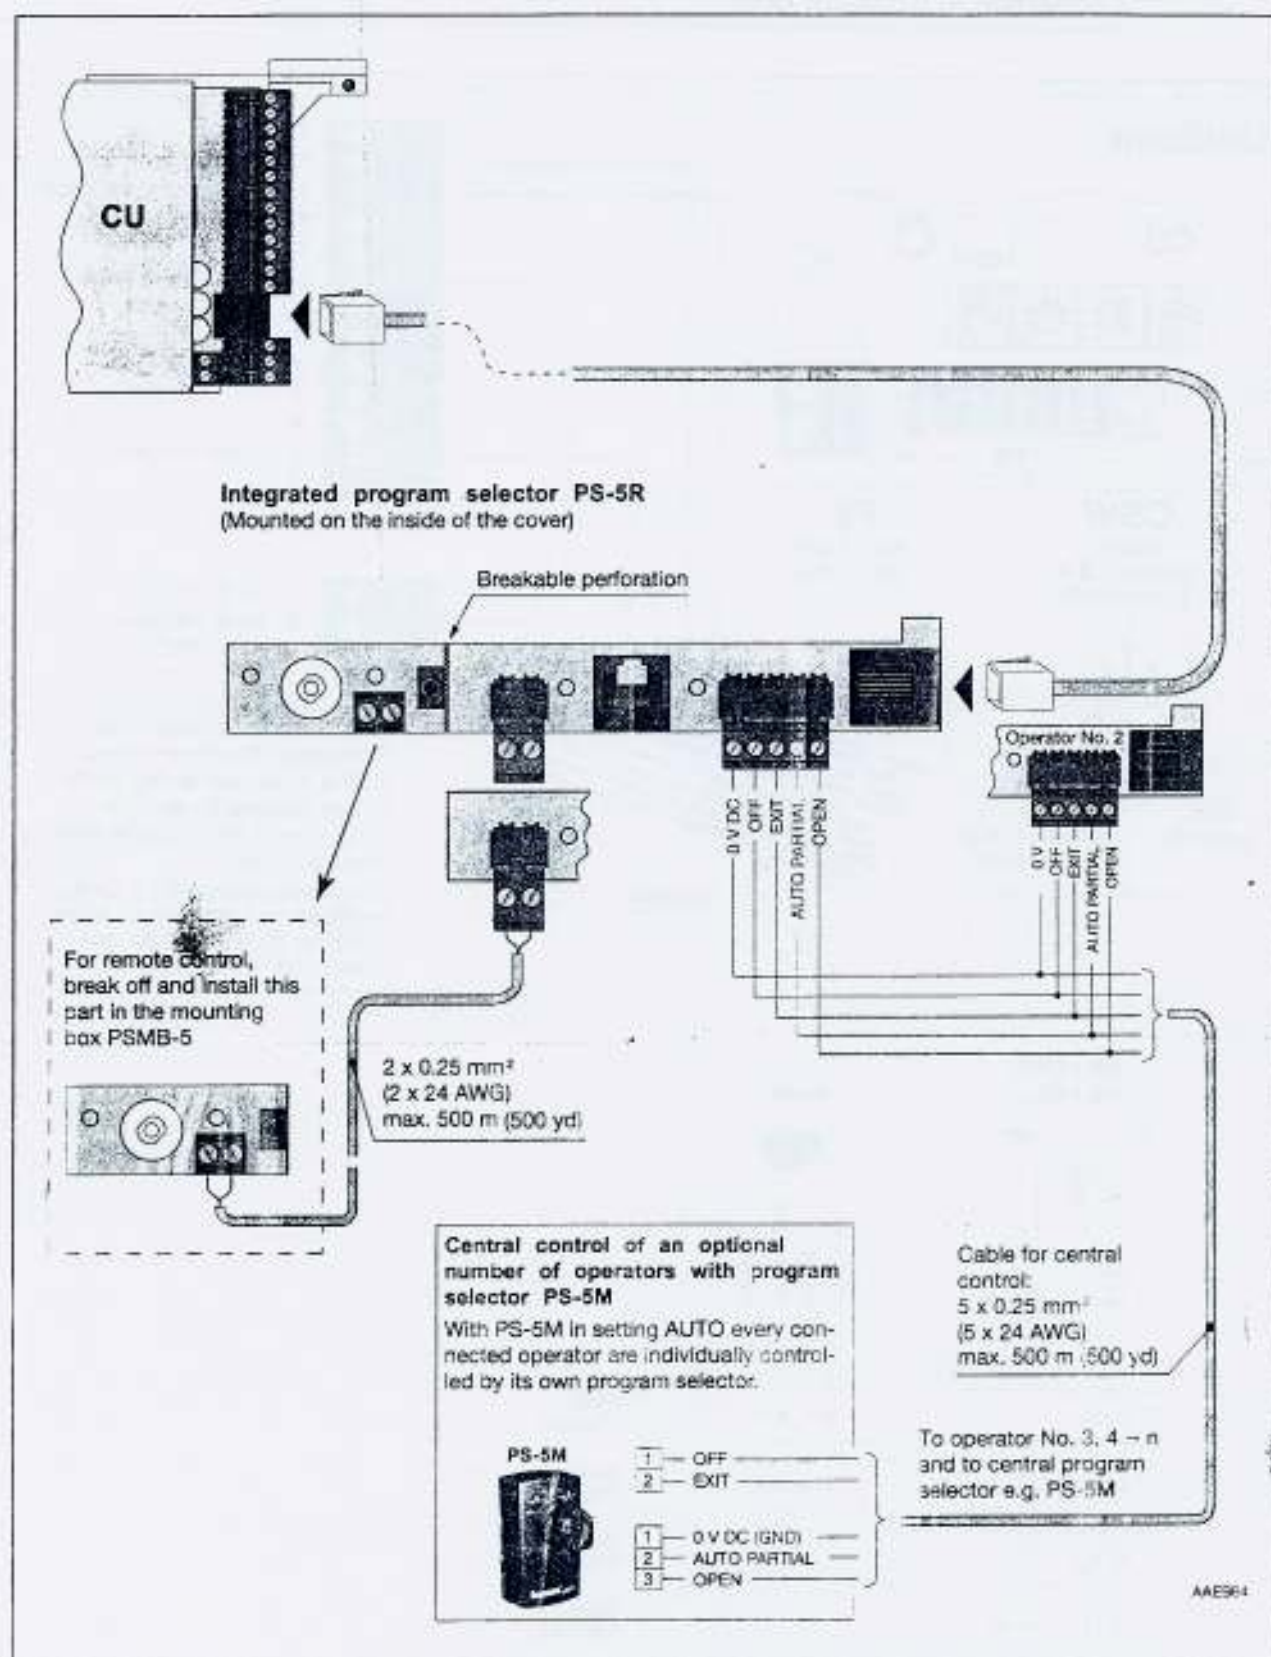 CU
Integrated program selector PS-5R
(Mounted on the inside of the cover)
Breakable perforation
Operator No. 2
0 V DC
OFF
EXIT
AUTO PARTIAL
OPEN
0 V
OFF
EXIT
AUTO PARTIAL
OPEN
For remote control,
break off and install this
part in the mounting
box PSMB-5
2 x 0.25 mm²
(2 x 24 AWG)
max. 500 m (500 yd)
Central control of an optional
number of operators with program
selector PS-5M
With PS-5M in setting AUTO every con-
nected operator are individually control-
led by its own program selector.
PS-5M
1 OFF
2 EXIT
1 0 V DC (GND)
2 AUTO PARTIAL
3 OPEN
Cable for central
control:
5 x 0.25 mm²
(5 x 24 AWG)
max. 500 m (500 yd)
To operator No. 3, 4 – n
and to central program
selector e.g. PS-5M
AAE964